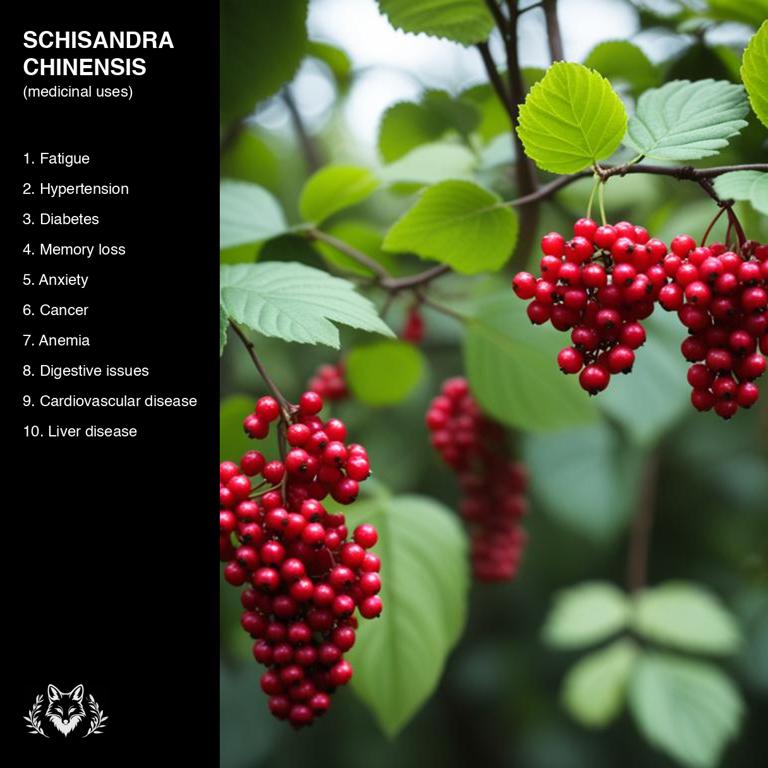 SCHISANDRA
CHINENSIS
(medicinal uses)
1. Fatigue
2. Hypertension
3. Diabetes
4. Memory loss
5. Anxiety
6. Cancer
7. Anemia
8. Digestive issues
9. Cardiovascular disease
10. Liver disease